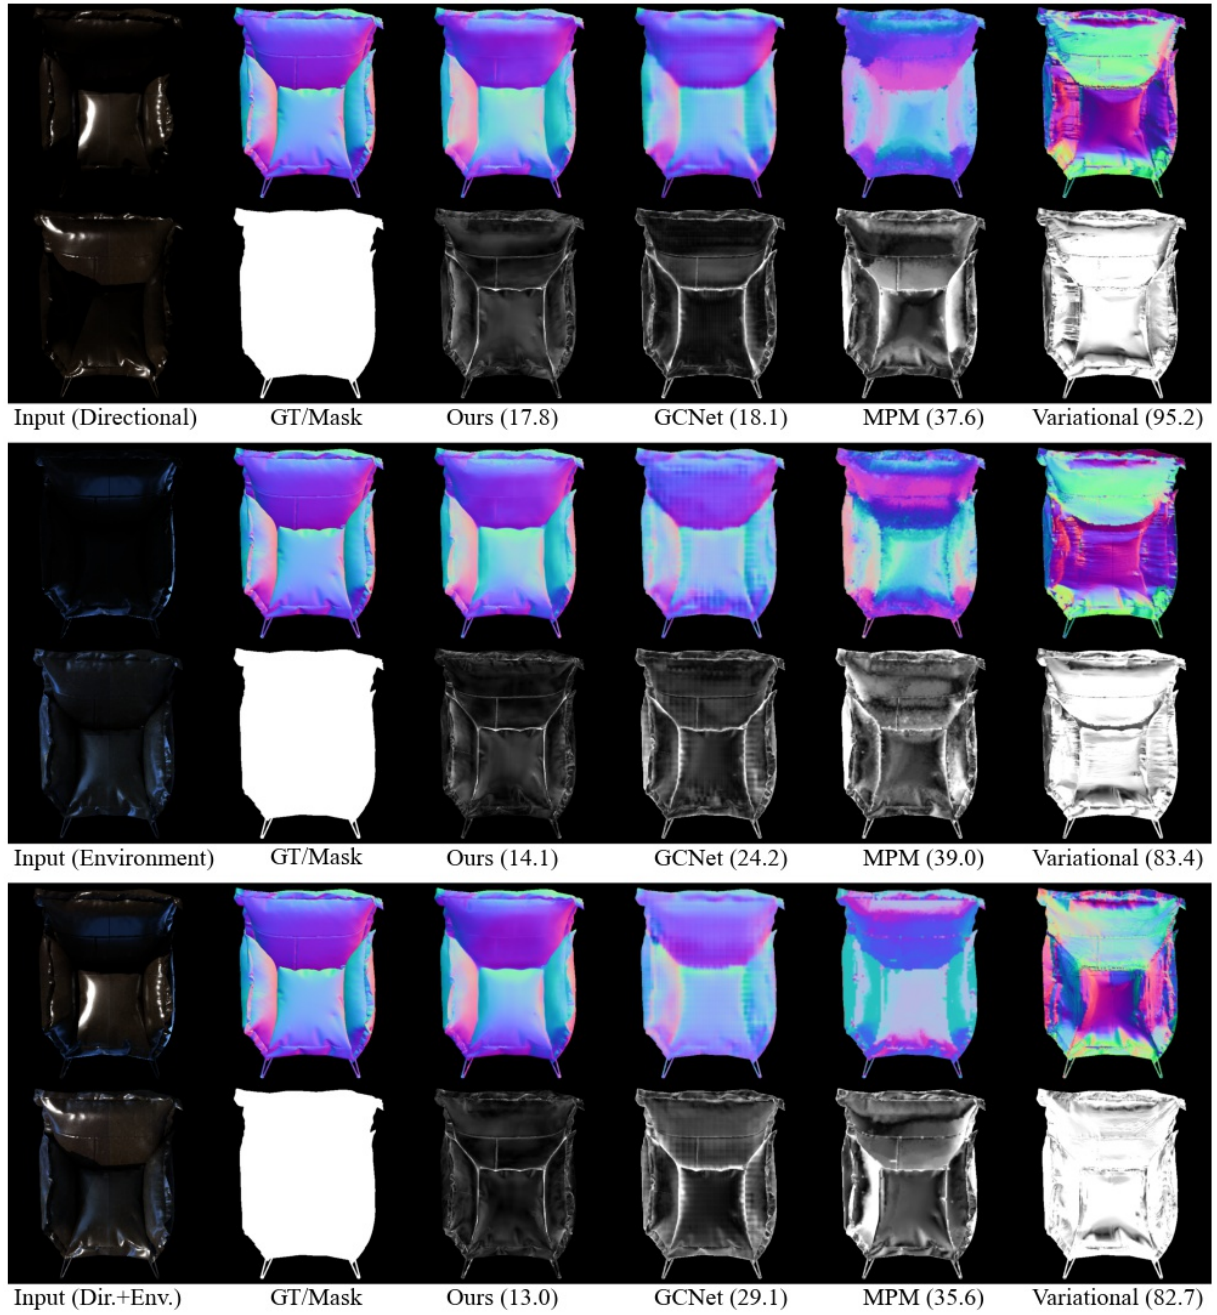 Input (Directional) GT/Mask Ours (17.8) GCNet (18.1) MPM (37.6) Variational (95.2)
Input (Environment) GT/Mask Ours (14.1) GCNet (24.2) MPM (39.0) Variational (83.4)
Input (Dir.+Env.) GT/Mask Ours (13.0) GCNet (29.1) MPM (35.6) Variational (82.7)